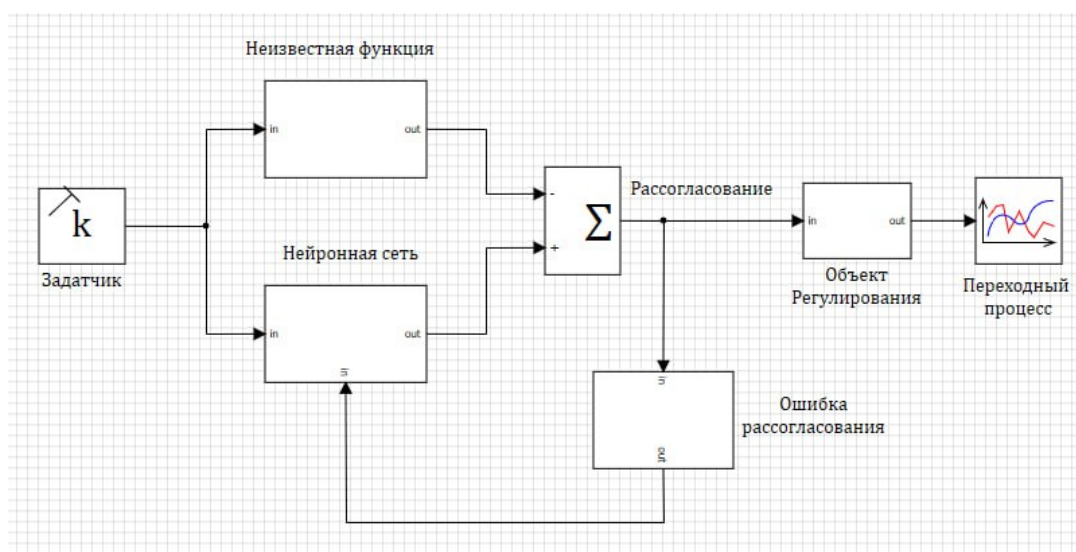 Неизвестная функция
in
out
k
Задатчик
Нейронная сеть
in
out
in
-
+
Σ
Рассогласование
in
out
Объект
Регулирования
Переходный
процесс
in
out
Ошибка
рассогласования